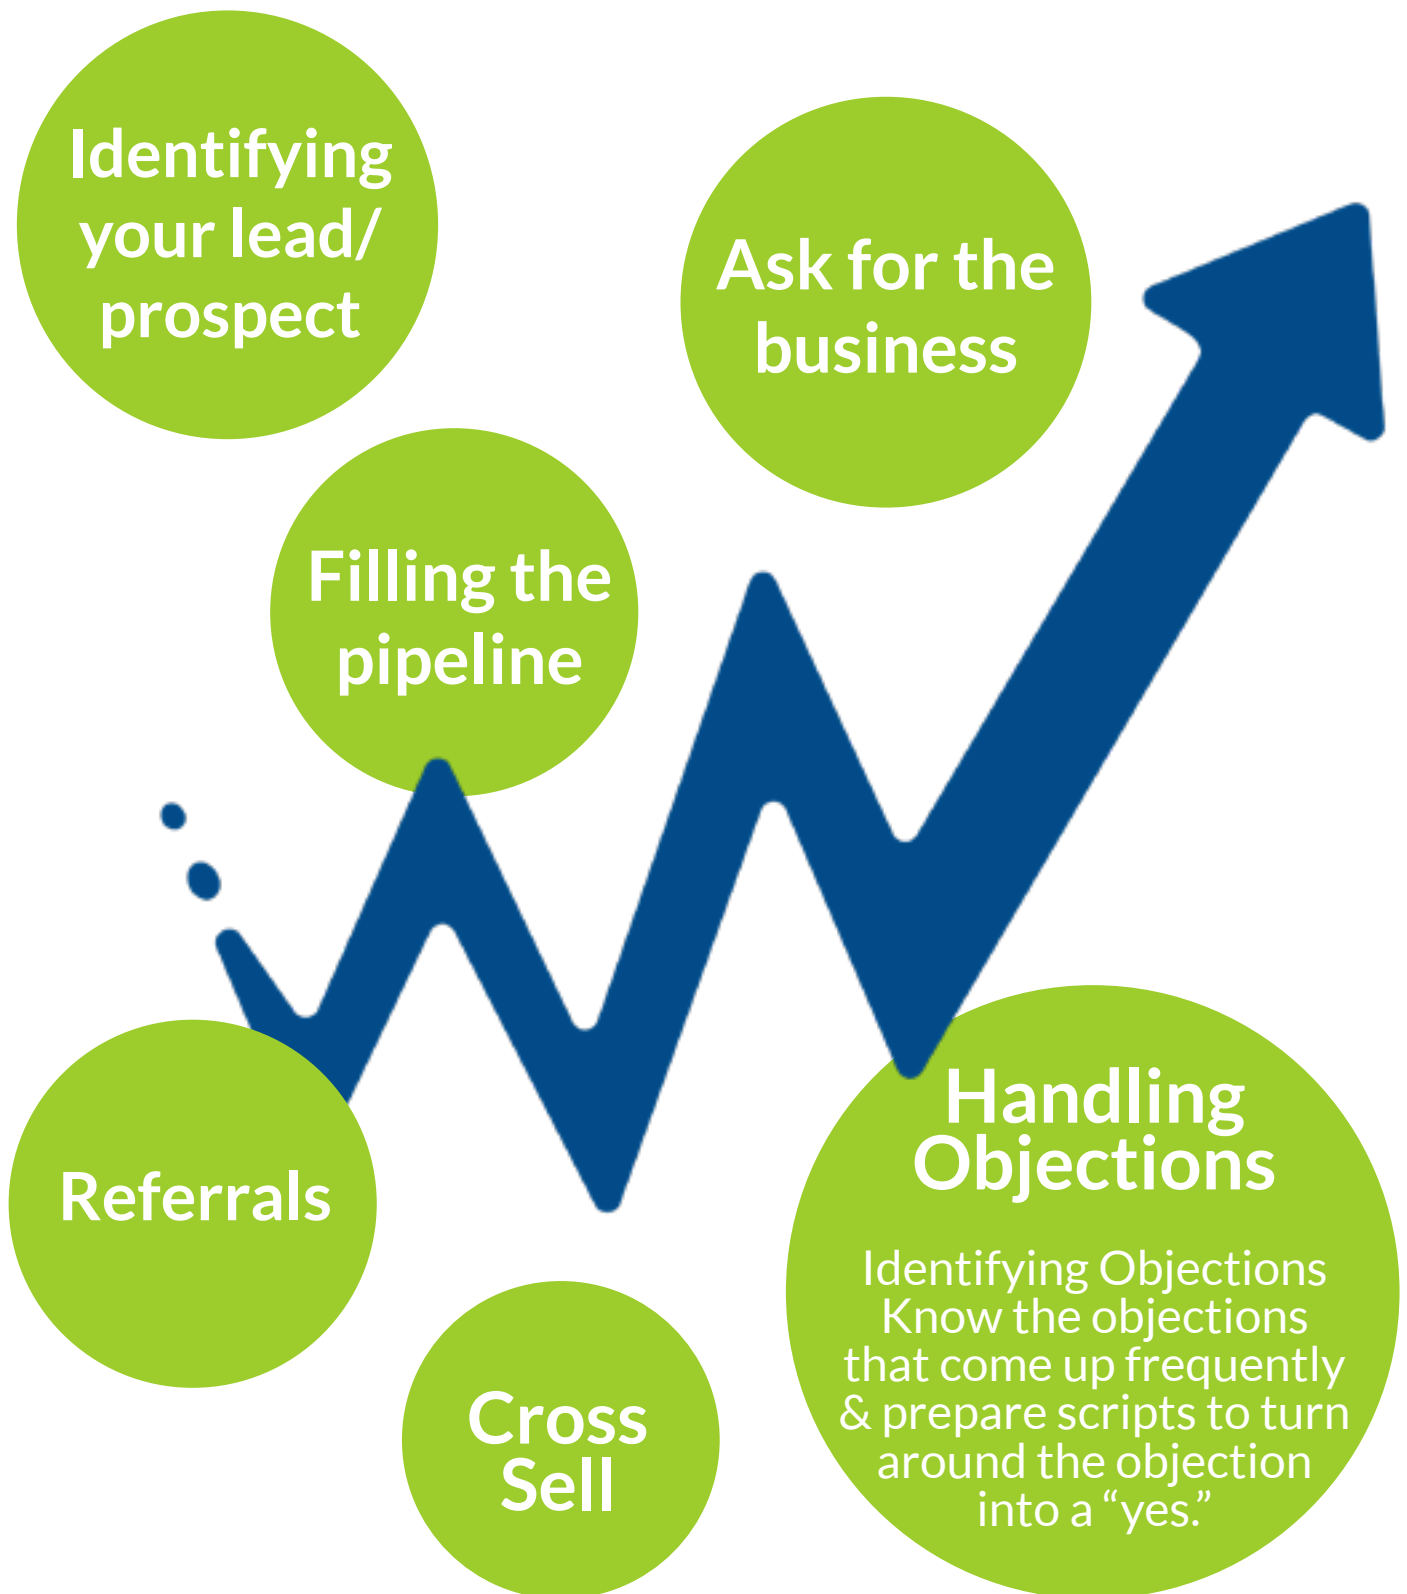 Identifying
your lead/
prospect
Ask for the
business
Filling the
pipeline
Referrals
Cross
Sell
Handling
Objections
Identifying Objections
Know the objections
that come up frequently
& prepare scripts to turn
around the objection
into a “yes.”